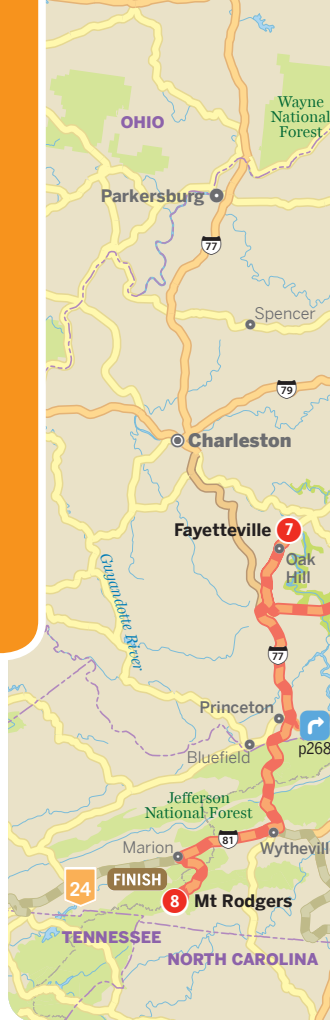 Wayne
National
Forest
OHIO
Parkersburg
77
Spencer
79
Charleston
Fayetteville 7
Oak
Hill
Guyandotte River
77
Princeton
p268
Bluefield
Jefferson
National Forest
81
Marion
Wythevill
FINISH
24
8 Mt Rodgers
TENNESSEE
NORTH CAROLINA